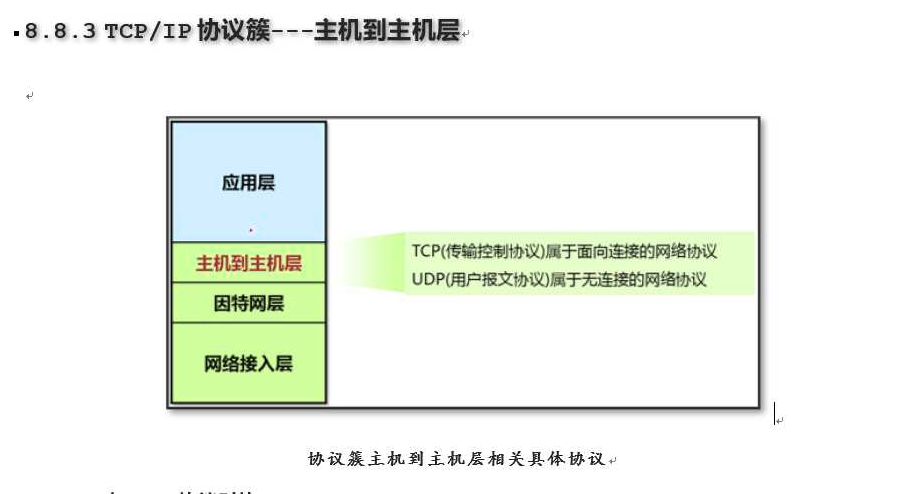 8.8.3 TCP/IP 协议簇---主机到主机层
应用层
主机到主机层
因特网层
网络接入层
TCP(传输控制协议)属于面向连接的网络协议
UDP(用户报文协议)属于无连接的网络协议
协议簇主机到主机层相关具体协议